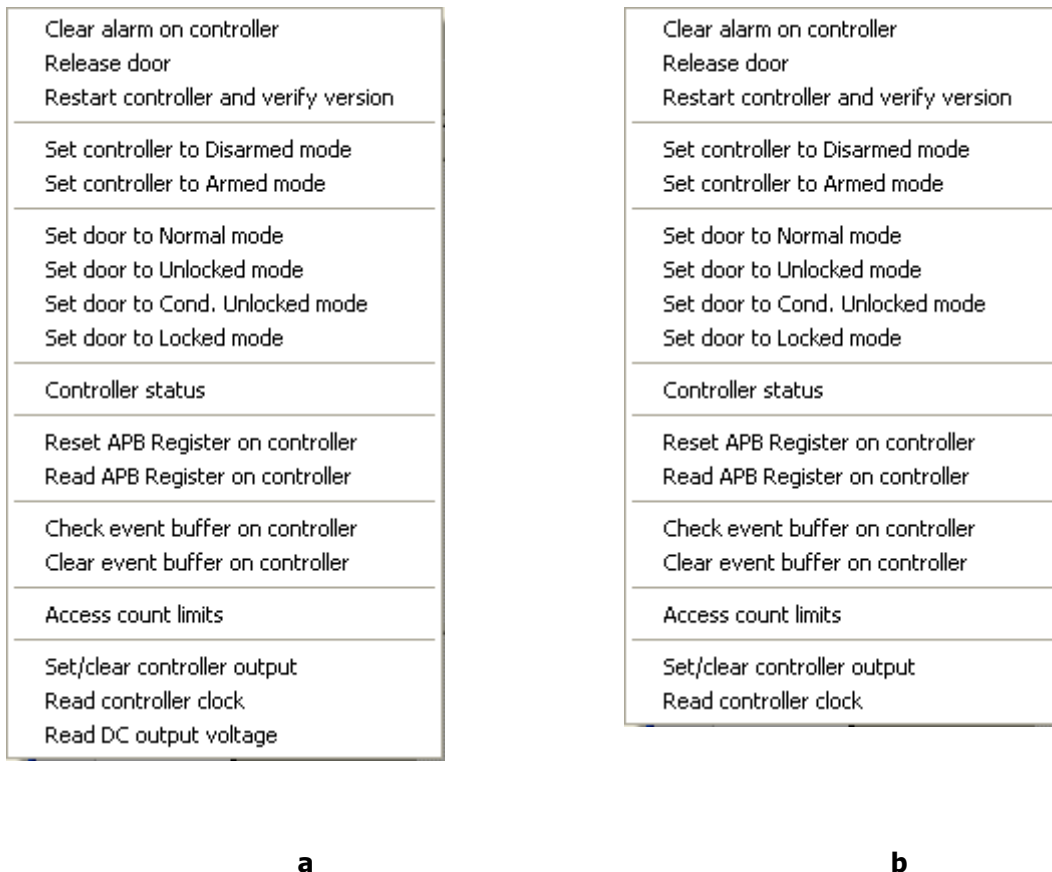 Clear alarm on controller
Release door
Restart controller and verify version
Set controller to Disarmed mode
Set controller to Armed mode
Set door to Normal mode
Set door to Unlocked mode
Set door to Cond. Unlocked mode
Set door to Locked mode
Controller status
Reset APB Register on controller
Read APB Register on controller
Check event buffer on controller
Clear event buffer on controller
Access count limits
Set/clear controller output
Read controller clock
Read DC output voltage
a
Clear alarm on controller
Release door
Restart controller and verify version
Set controller to Disarmed mode
Set controller to Armed mode
Set door to Normal mode
Set door to Unlocked mode
Set door to Cond. Unlocked mode
Set door to Locked mode
Controller status
Reset APB Register on controller
Read APB Register on controller
Check event buffer on controller
Clear event buffer on controller
Access count limits
Set/clear controller output
Read controller clock
b